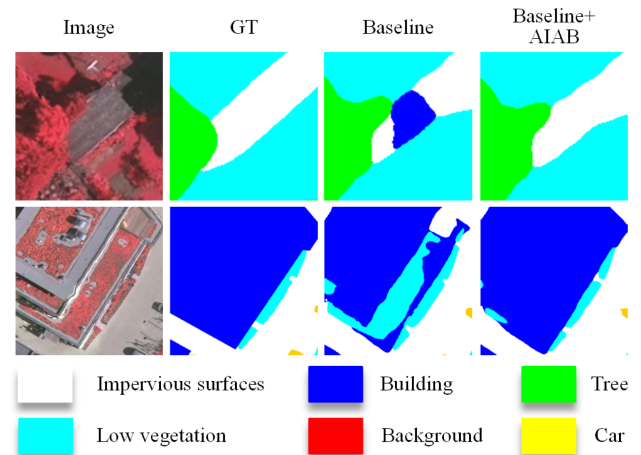 Image GT Baseline Baseline+
AIAB
Impervious surfaces Building Tree
Low vegetation Background Car